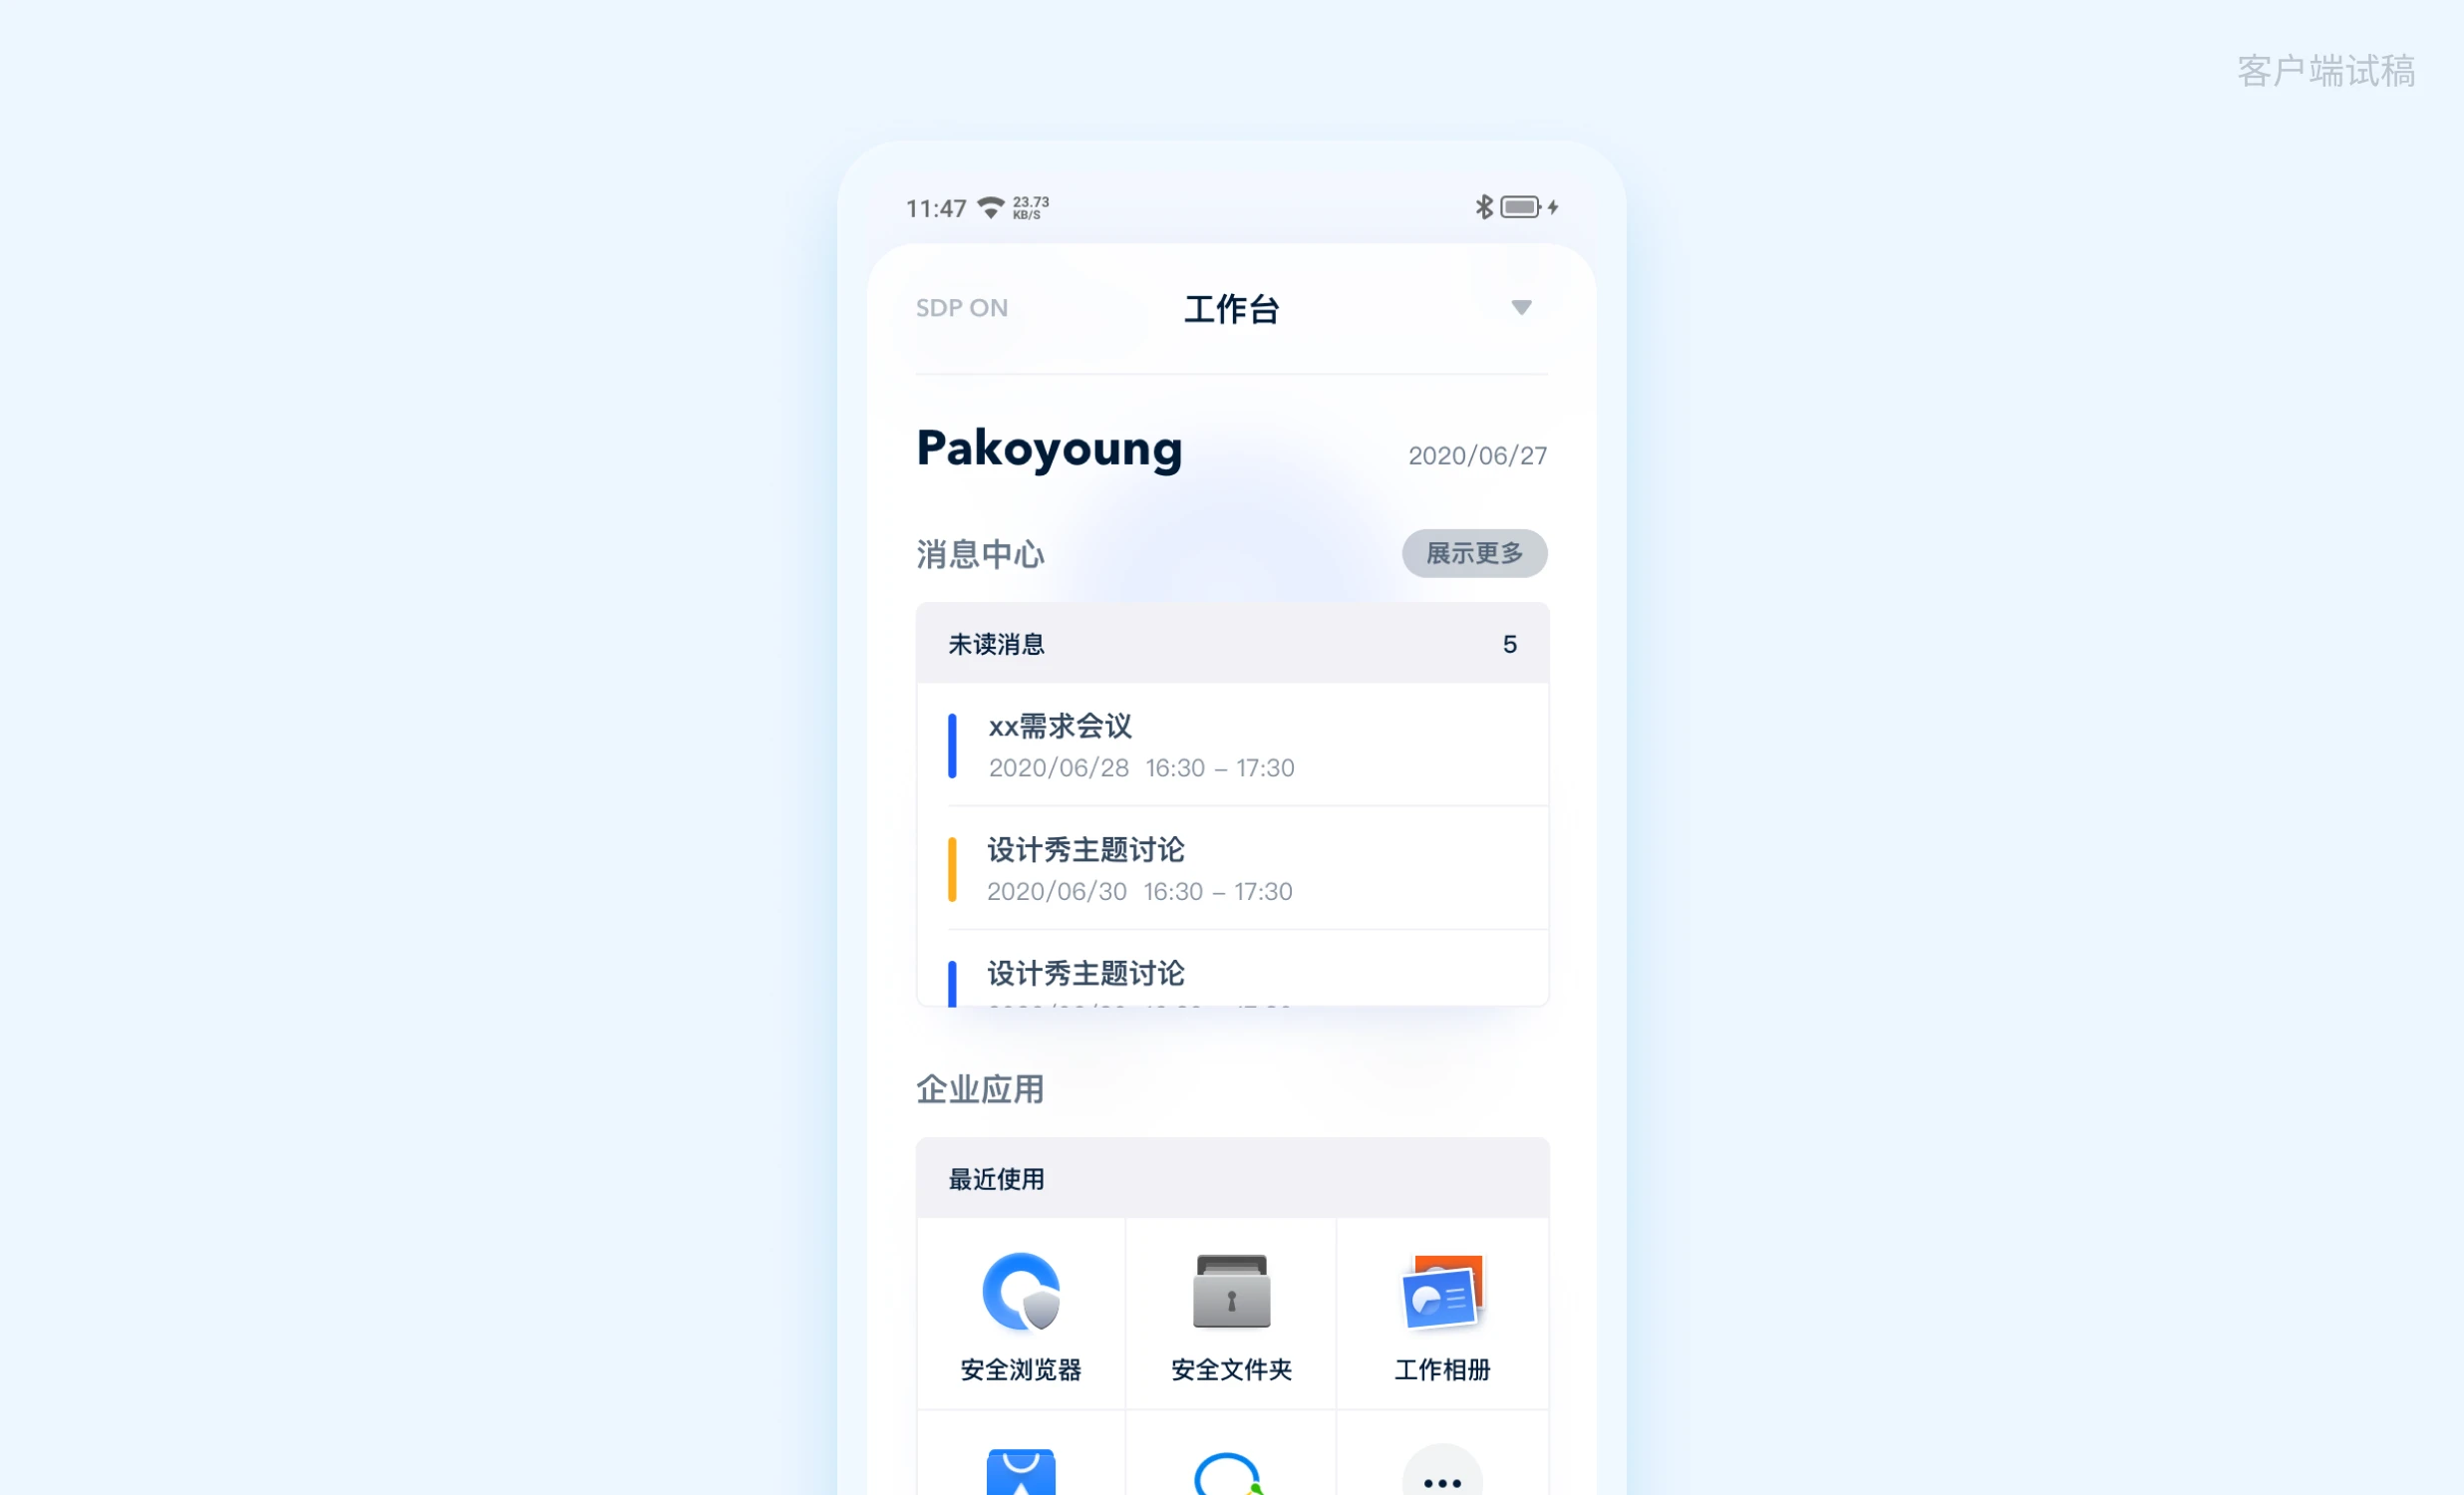 客户端试稿
11:47 23.73 KB/S
SDP ON 工作台
Pakoyoung 2020/06/27
消息中心 展示更多
未读消息 5
xx需求会议
2020/06/28 16:30 – 17:30
设计秀主题讨论
2020/06/30 16:30 – 17:30
设计秀主题讨论
企业应用
最近使用
安全浏览器 安全文件夹 工作相册